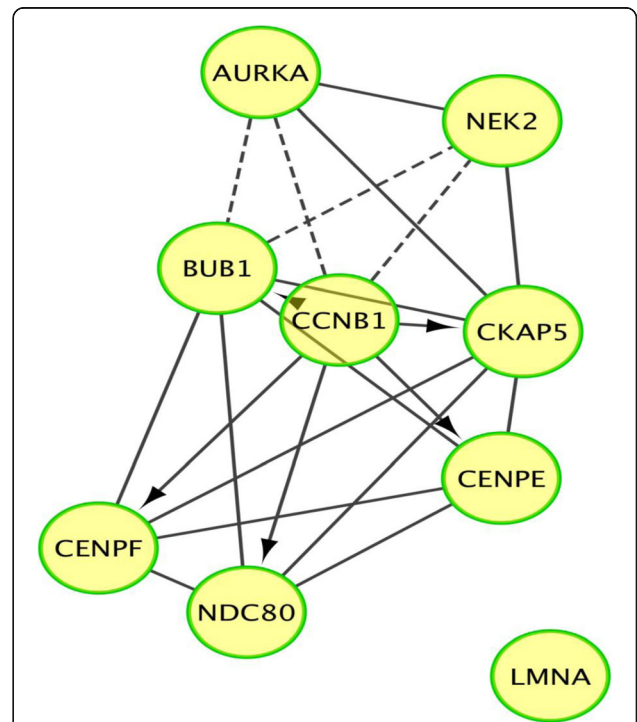 AURKA
NEK2
BUB1
CCNB1
CKAP5
CENPE
CENPF
NDC80
LMNA